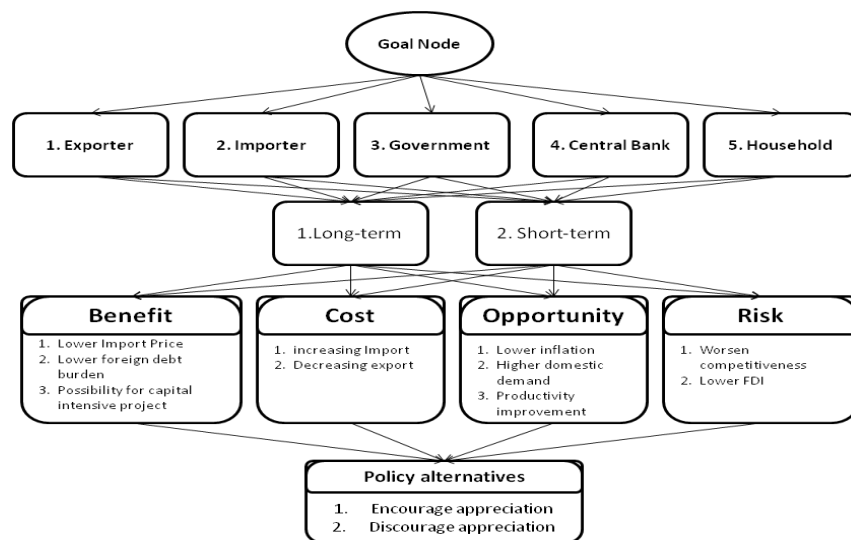 Goal Node
1. Exporter
2. Importer
3. Government
4. Central Bank
5. Household
1.Long-term
2. Short-term
Benefit
1. Lower Import Price
2. Lower foreign debt
burden
3. Possibility for capital
intensive project
Cost
1. increasing Import
2. Decreasing export
Opportunity
1. Lower inflation
2. Higher domestic
demand
3. Productivity
improvement
Risk
1. Worsen
competitiveness
2. Lower FDI
Policy alternatives
1. Encourage appreciation
2. Discourage appreciation